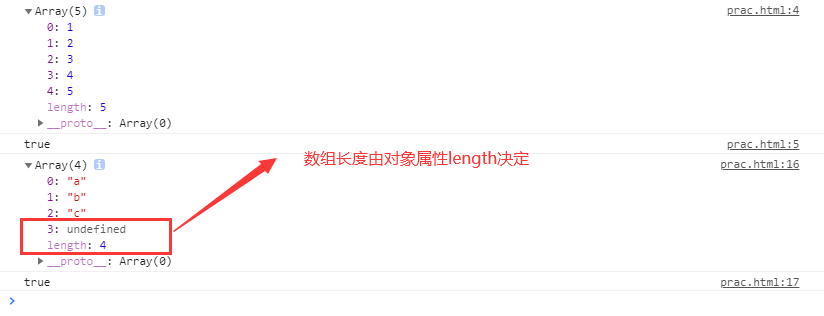 Array(5) i prac.html:4
0: 1
1: 2
2: 3
3: 4
4: 5
length: 5
__proto__: Array(0)
true prac.html:5
Array(4) i prac.html:16
0: "a"
1: "b"
2: "c"
3: undefined
length: 4
__proto__: Array(0)
数组长度由对象属性length决定
true prac.html:17
>